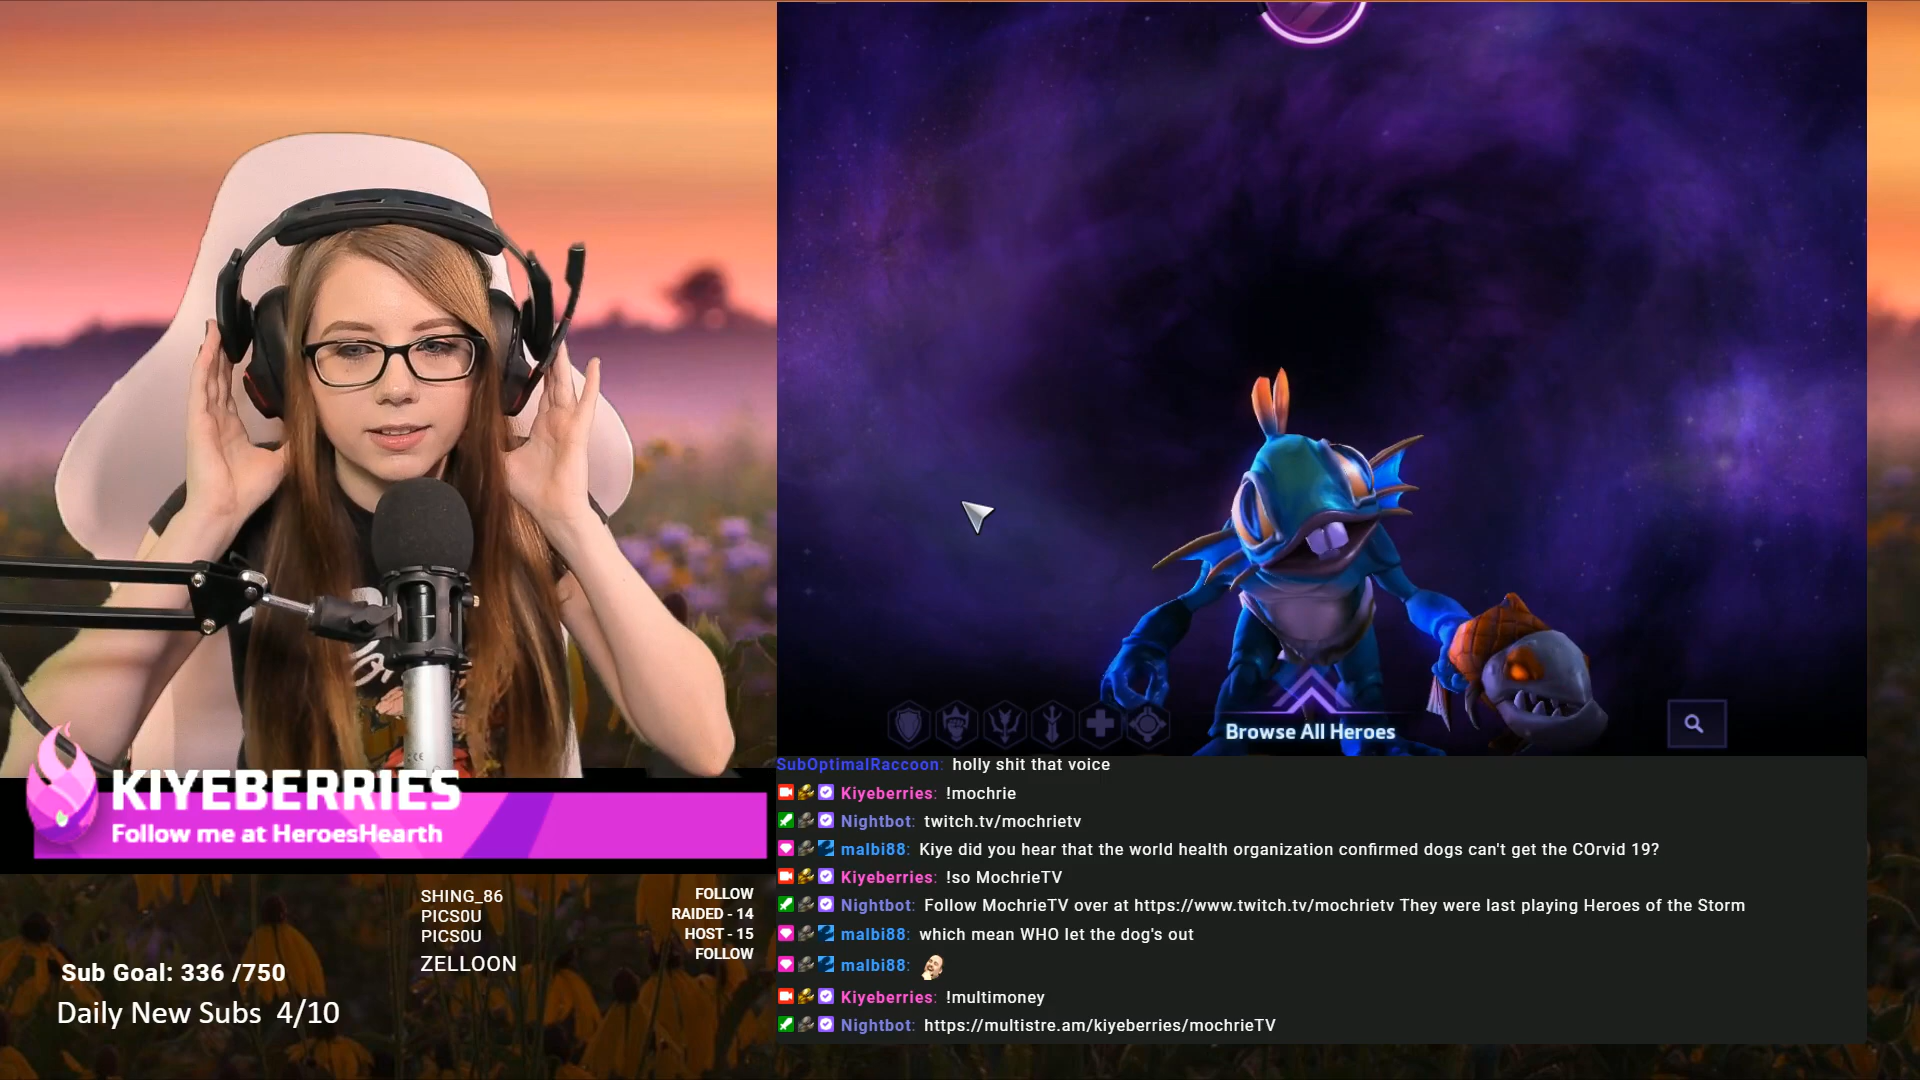 KIYEBERRIES
Follow me at HeroesHearth
SHING_86 FOLLOW
PICS0U RAIDED - 14
PICS0U HOST - 15
ZELLOON FOLLOW
Sub Goal: 336 /750
Daily New Subs 4/10
Browse All Heroes
SubOptimalRaccoon: holly shit that voice
Kiyeberries: !mochrie
Nightbot: twitch.tv/mochrietv
malbi88: Kiye did you hear that the world health organization confirmed dogs can't get the COrvid 19?
Kiyeberries: !so MochrieTV
Nightbot: Follow MochrieTV over at https://www.twitch.tv/mochrietv They were last playing Heroes of the Storm
malbi88: which mean WHO let the dog's out
malbi88:
Kiyeberries: !multimoney
Nightbot: https://multistre.am/kiyeberries/mochrieTV